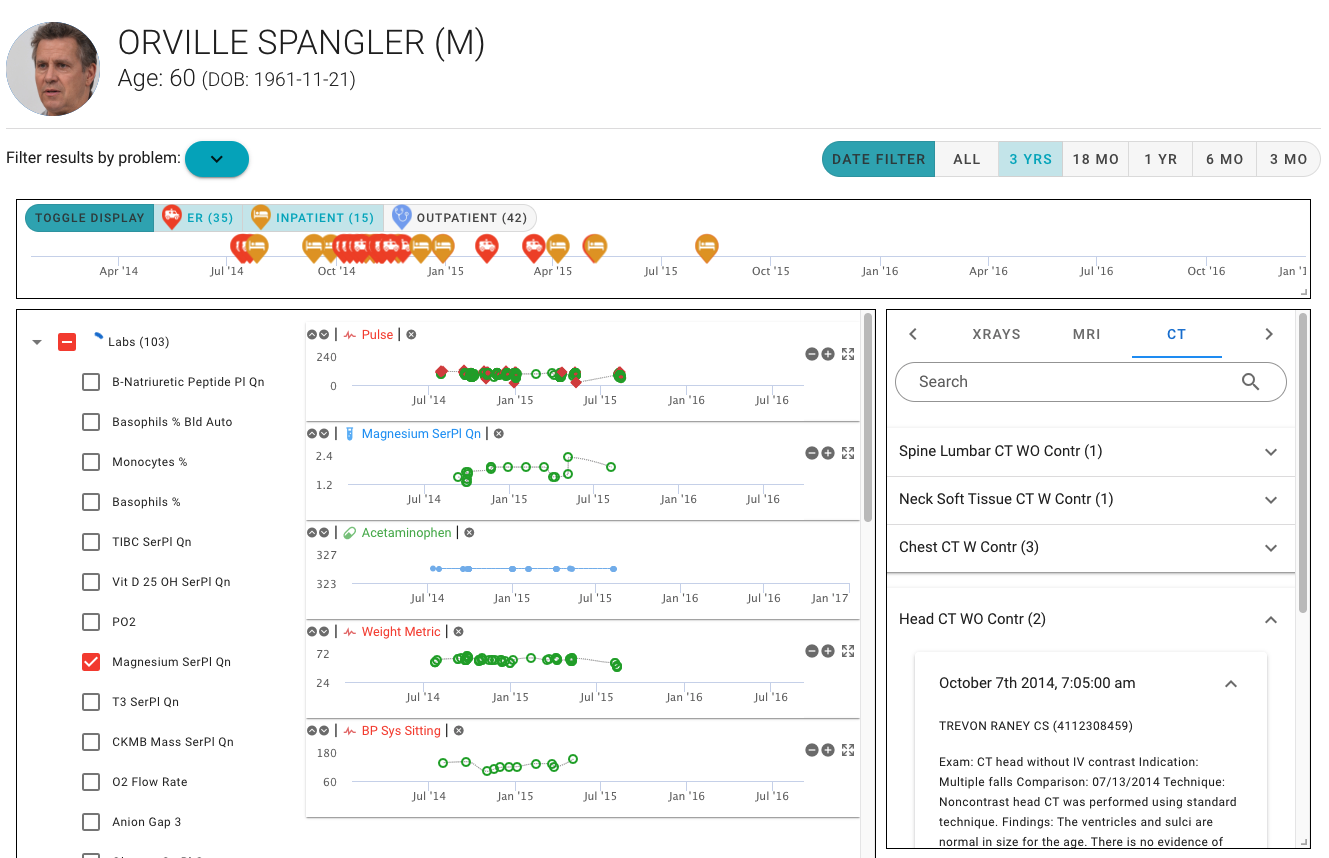 ORVILLE SPANGLER (M)
Age: 60 (DOB: 1961-11-21)
Filter results by problem:
DATE FILTER ALL 3 YRS 18 MO 1 YR 6 MO 3 MO
TOGGLE DISPLAY ER (35) INPATIENT (15) OUTPATIENT (42)
Apr '14 Jul '14 Oct '14 Jan '15 Apr '15 Jul '15 Oct '15 Jan '16 Apr '16 Jul '16 Oct '16 Jan '1
Labs (103)
B-Natriuretic Peptide Pl Qn
Basophils % Bld Auto
Monocytes %
Basophils %
TIBC SerPl Qn
Vit D 25 OH SerPl Qn
PO2
Magnesium SerPl Qn
T3 SerPl Qn
CKMB Mass SerPl Qn
O2 Flow Rate
Anion Gap 3
Pulse
240
0
Jul '14 Jan '15 Jul '15 Jan '16 Jul '16
Magnesium SerPl Qn
2.4
1.2
Jul '14 Jan '15 Jul '15 Jan '16 Jul '16
Acetaminophen
327
323
Jul '14 Jan '15 Jul '15 Jan '16 Jul '16 Jan '17
Weight Metric
72
24
Jul '14 Jan '15 Jul '15 Jan '16 Jul '16
BP Sys Sitting
180
60
Jul '14 Jan '15 Jul '15 Jan '16 Jul '16
XRAYS MRI CT
Search
Spine Lumbar CT WO Contr (1)
Neck Soft Tissue CT W Contr (1)
Chest CT W Contr (3)
Head CT WO Contr (2)
October 7th 2014, 7:05:00 am
TREVON RANEY CS (4112308459)
Exam: CT head without IV contrast Indication:
Multiple falls Comparison: 07/13/2014 Technique:
Noncontrast head CT was performed using standard
technique. Findings: The ventricles and sulci are
normal in size for the age. There is no evidence of